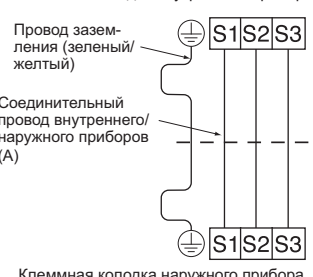 Провод зазем-
ления (зеленый/
желтый)
S1 S2 S3
Соединительный
провод внутреннего/
наружного приборов
(A)
S1 S2 S3
Клеммная колодка наружного прибора